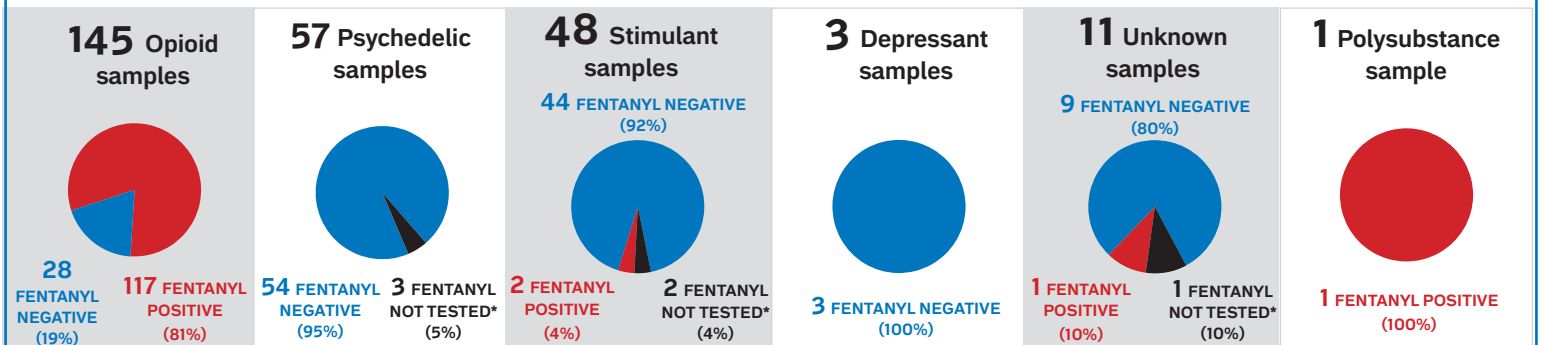 145 Opioid
samples
28
FENTANYL
NEGATIVE
(19%)
117 FENTANYL
POSITIVE
(81%)
57 Psychedelic
samples
54 FENTANYL
NEGATIVE
(95%)
3 FENTANYL
NOT TESTED*
(5%)
48 Stimulant
samples
44 FENTANYL NEGATIVE
(92%)
2 FENTANYL
POSITIVE
(4%)
2 FENTANYL
NOT TESTED*
(4%)
3 Depressant
samples
3 FENTANYL NEGATIVE
(100%)
11 Unknown
samples
9 FENTANYL NEGATIVE
(80%)
1 FENTANYL
POSITIVE
(10%)
1 FENTANYL
NOT TESTED*
(10%)
1 Polysubstance
sample
1 FENTANYL POSITIVE
(100%)